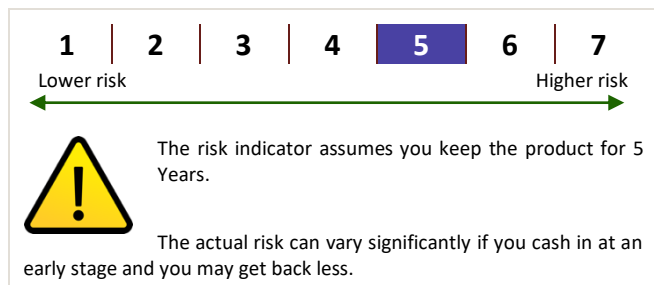 1 2 3 4 5 6 7
Lower risk Higher risk
The risk indicator assumes you keep the product for 5
Years.
The actual risk can vary significantly if you cash in at an
early stage and you may get back less.